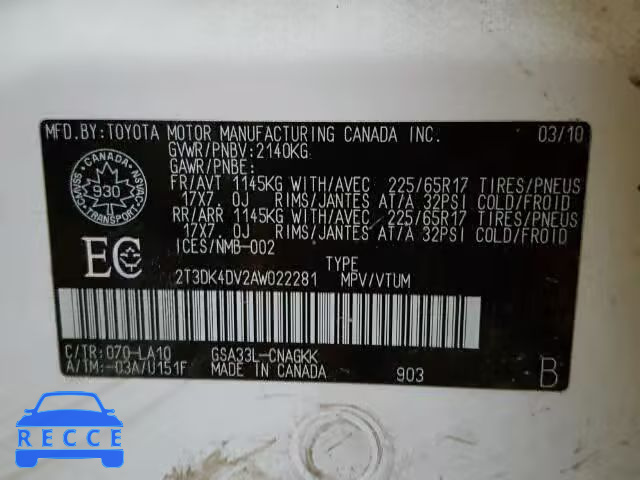 MFD.BY:TOYOTA MOTOR MANUFACTURING CANADA INC. 03/10
GVWR/PNBV:2140KG
GAWR/PNBE:
FR/AVT 1145KG WITH/AVEC 225/65R17 TIRES/PNEUS
17X7.0J RIMS/JANTES AT/A 32PSI COLD/FROID
RR/ARR 1145KG WITH/AVEC 225/65R17 TIRES/PNEUS
17X7.0J RIMS/JANTES AT/A 32PSI COLD/FROID
ICES/NMB-002
CANADA
CMVSS
NSVAC
930
TRANSPORT
EC
TYPE
2T3DK4DV2AW022281 MPV/VTUM
C/TR:070-LA10 GSA33L-CNAGKK
A/TM:-03A/U151F MADE IN CANADA 903 B
RECCE